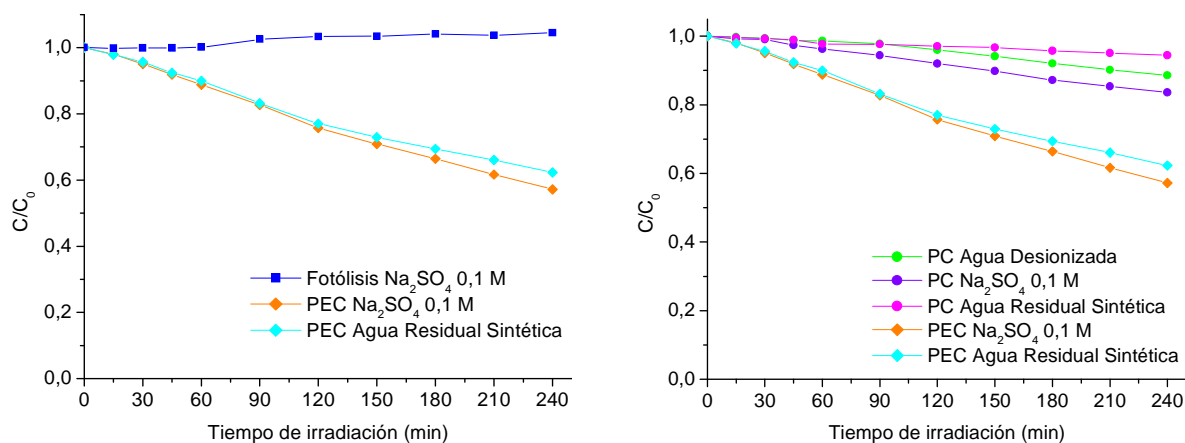 1,0
0,8
0,6
0,4
0,2
0,0
C/C₀
Fotólisis Na₂SO₄ 0,1 M
PEC Na₂SO₄ 0,1 M
PEC Agua Residual Sintética
0 30 60 90 120 150 180 210 240
Tiempo de irradiación (min)
1,0
0,8
0,6
0,4
0,2
0,0
C/C₀
PC Agua Desionizada
PC Na₂SO₄ 0,1 M
PC Agua Residual Sintética
PEC Na₂SO₄ 0,1 M
PEC Agua Residual Sintética
0 30 60 90 120 150 180 210 240
Tiempo de irradiación (min)